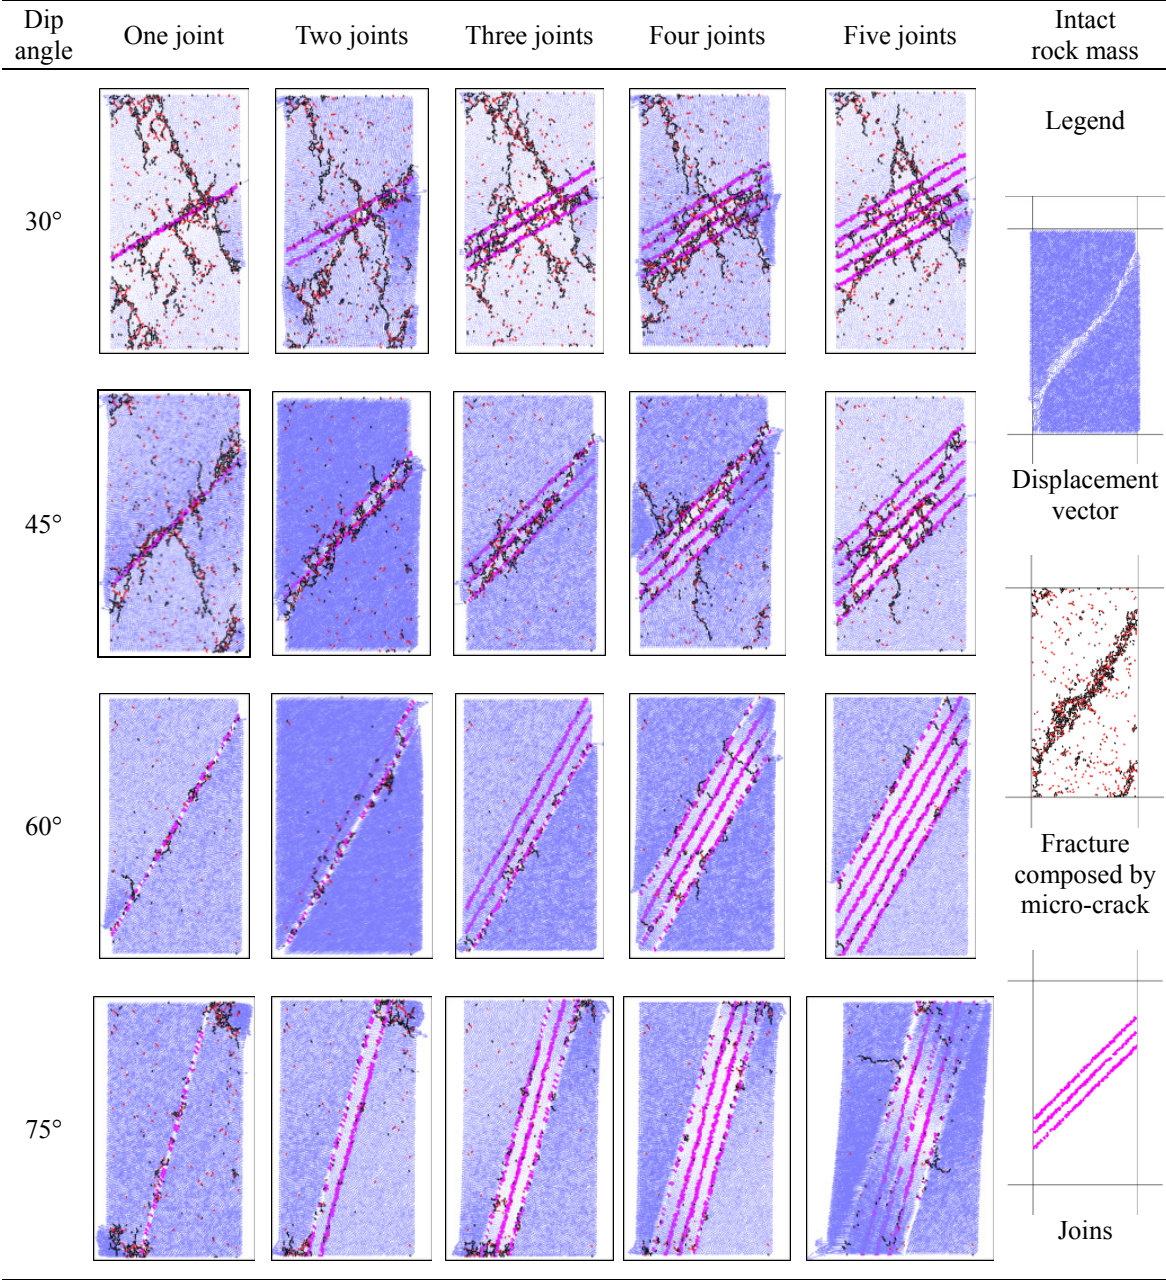 Dip
angle
One joint
Two joints
Three joints
Four joints
Five joints
Intact
rock mass
Legend
30°
Displacement
vector
45°
60°
Fracture
composed by
micro-crack
75°
Joins